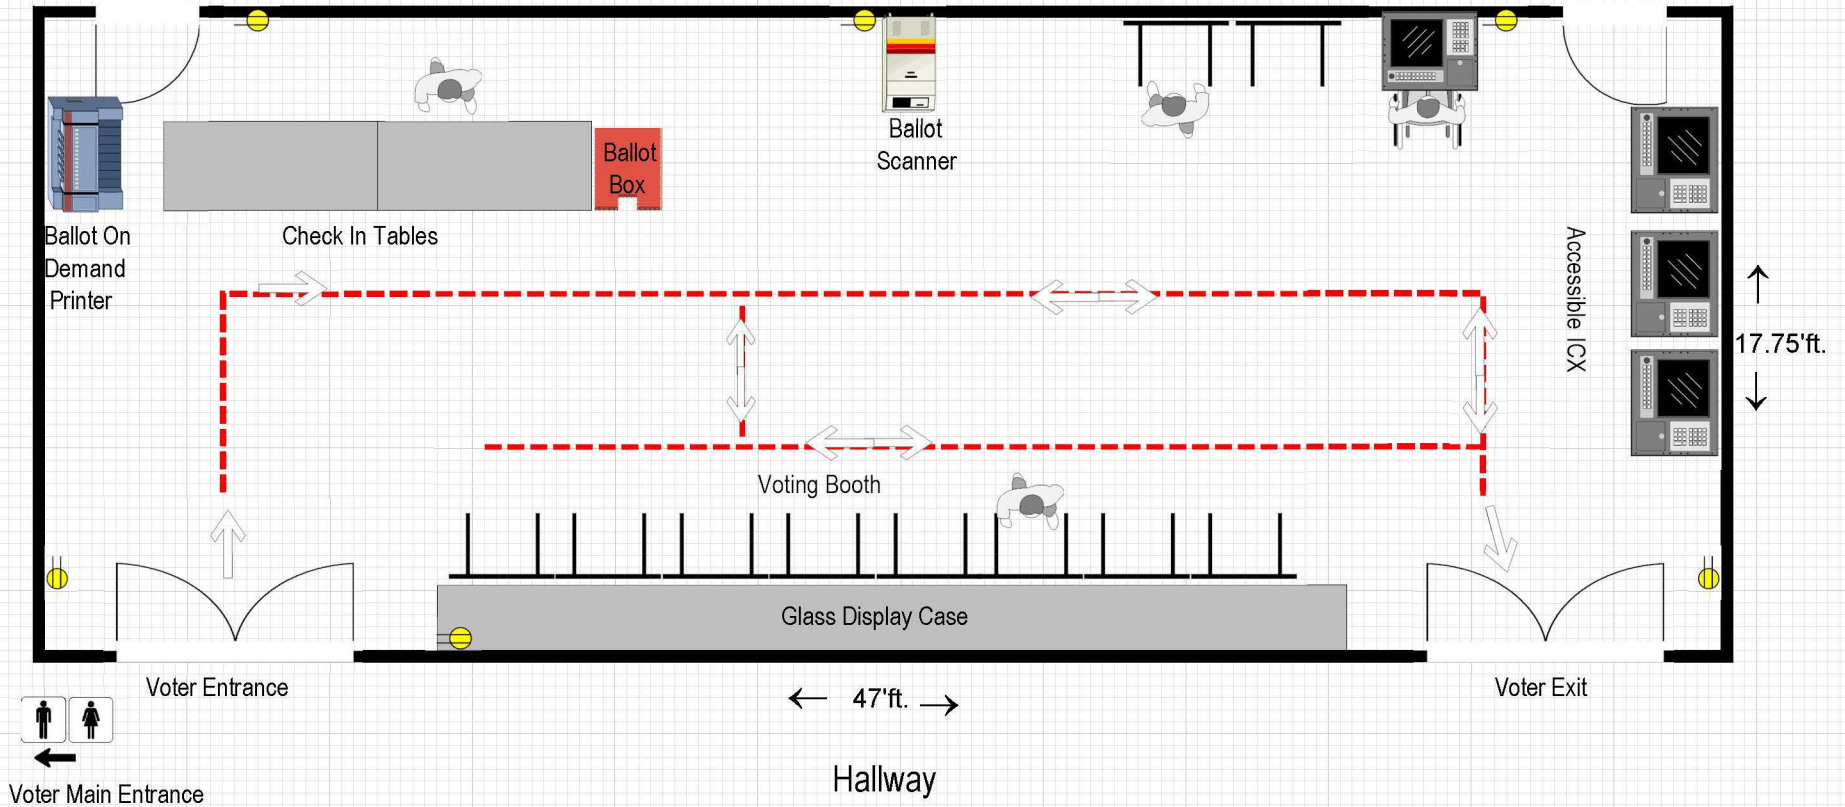 Ballot
Box
Ballot
Scanner
Ballot On
Demand
Printer
Check In Tables
Accessible ICX
17.75'ft.
Voting Booth
Glass Display Case
Voter Entrance
47'ft.
Voter Exit
Hallway
Voter Main Entrance